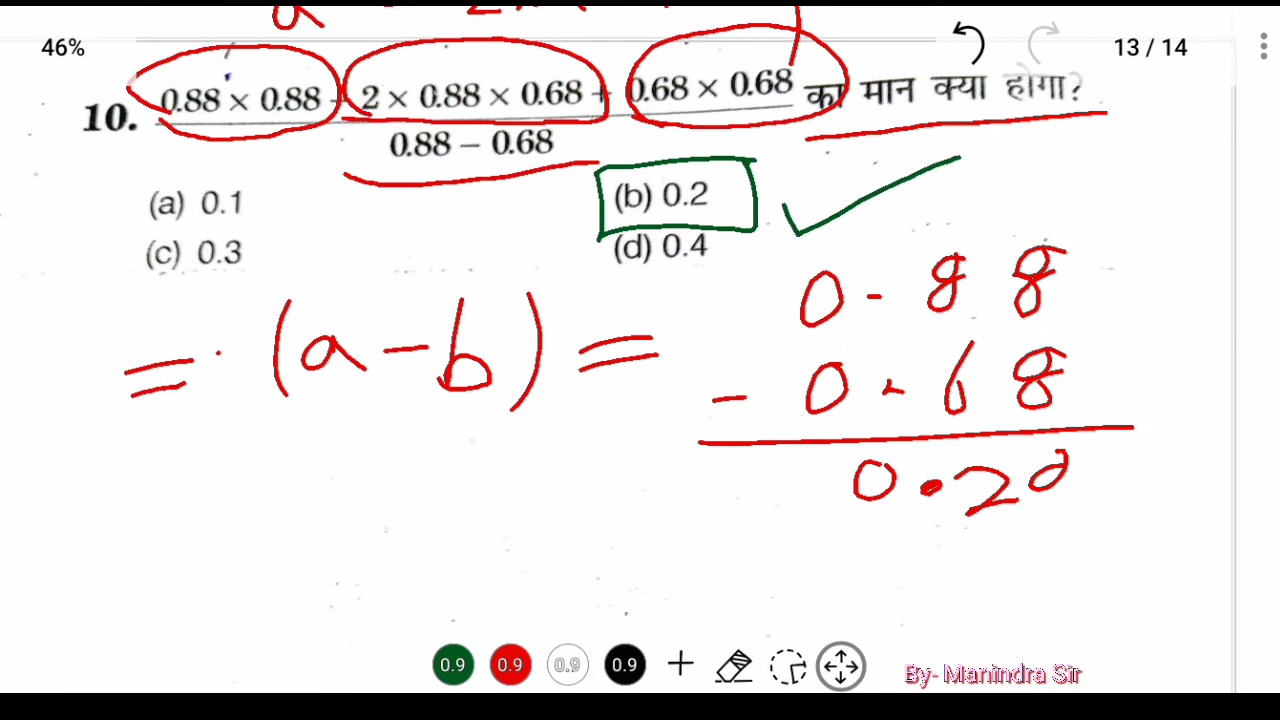 46%
13 / 14
10. 0.88 × 0.88 - 2 × 0.88 × 0.68 + 0.68 × 0.68 का मान क्या होगा?
0.88 – 0.68
(a) 0.1 (b) 0.2
(c) 0.3 (d) 0.4
= (a - b) = 0.88
- 0.68
0.20
0.9 0.9 0.9 0.9
By- Manindra Sir